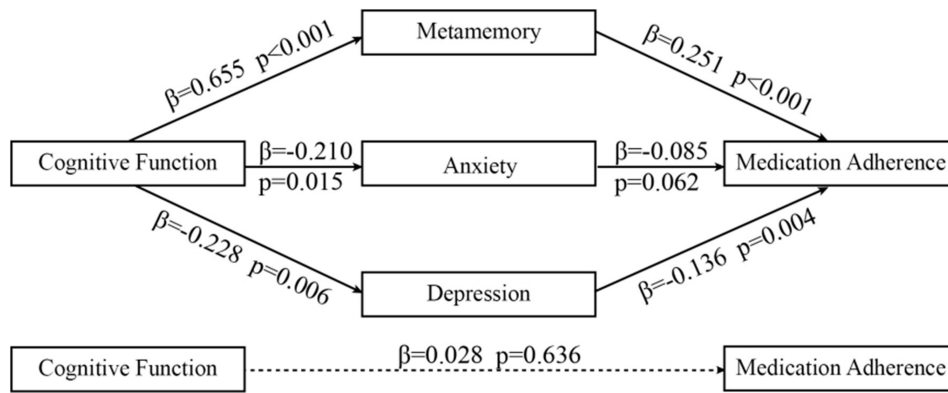 Metamemory
β=0.655 p<0.001
β=0.251 p<0.001
Cognitive Function
β=-0.210
p=0.015
Anxiety
β=-0.085
p=0.062
Medication Adherence
β=-0.228 p=0.006
Depression
β=-0.136 p=0.004
Cognitive Function
β=0.028 p=0.636
Medication Adherence